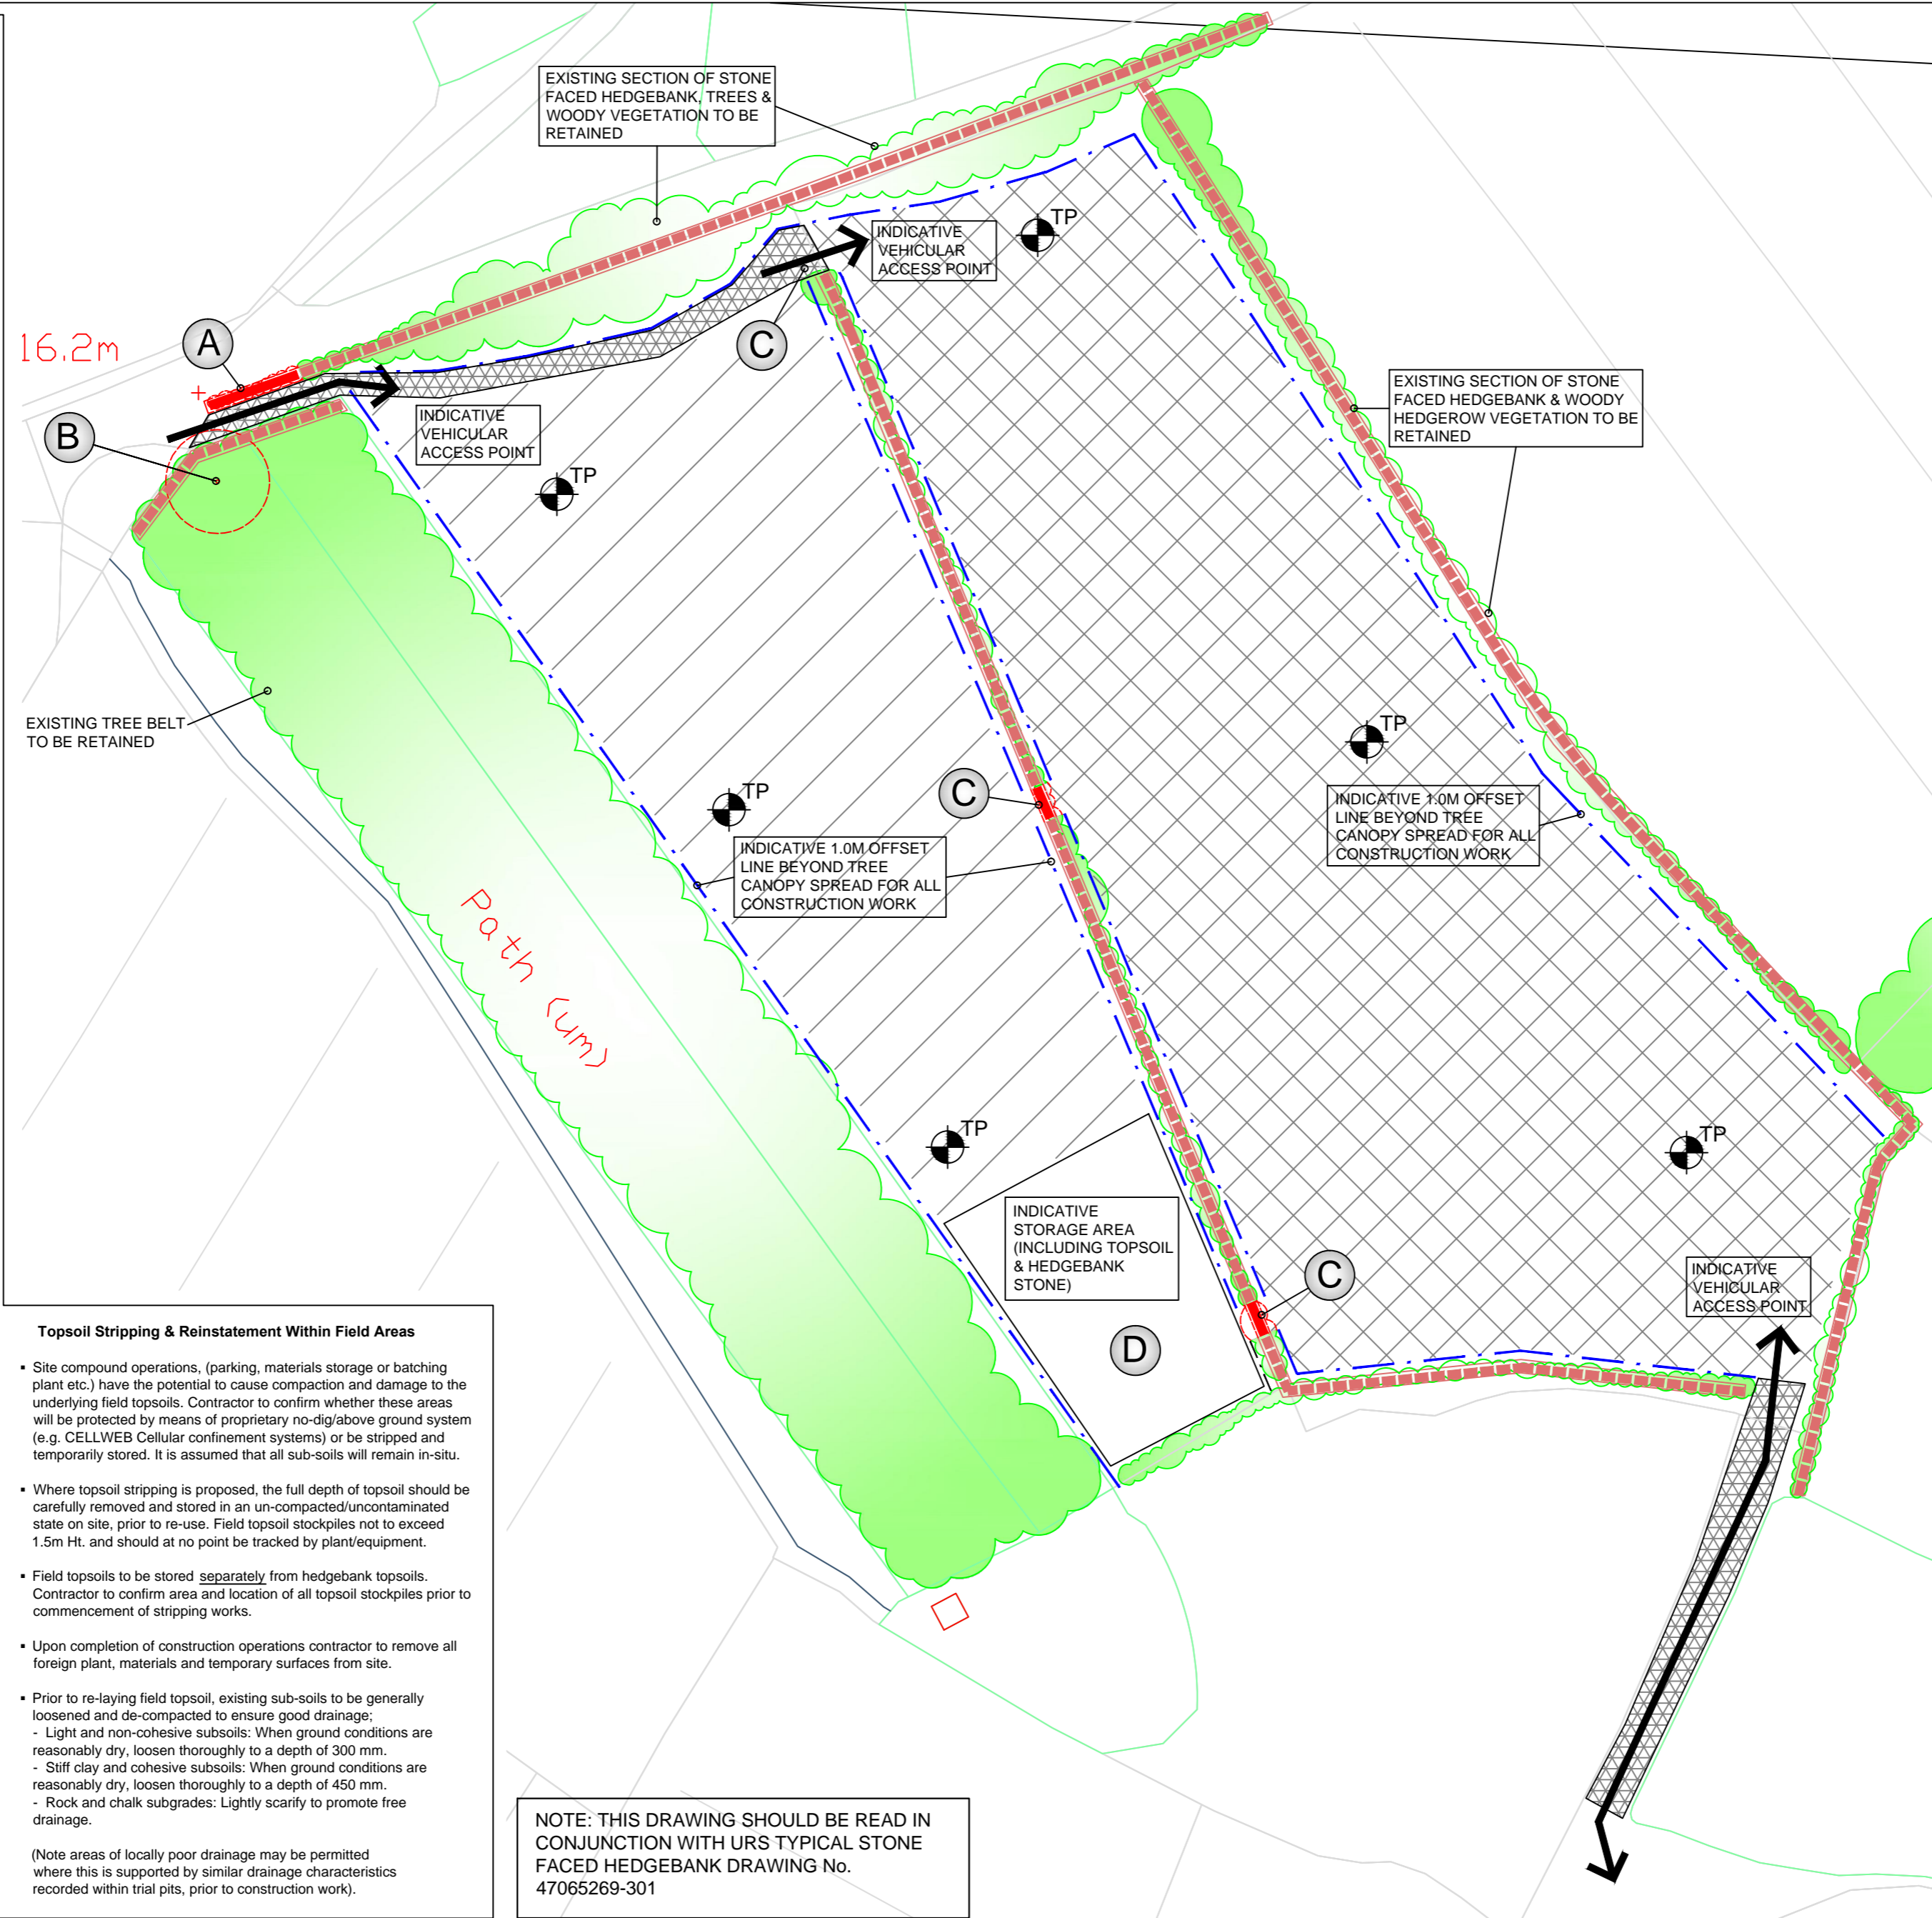 EXISTING SECTION OF STONE
FACED HEDGEBANK, TREES &
WOODY VEGETATION TO BE
RETAINED
TP
INDICATIVE
VEHICULAR
ACCESS POINT
16.2m
A
C
B
INDICATIVE
VEHICULAR
ACCESS POINT
EXISTING SECTION OF STONE
FACED HEDGEBANK & WOODY
HEDGEROW VEGETATION TO BE
RETAINED
TP
EXISTING TREE BELT
TO BE RETAINED
TP
TP
C
INDICATIVE 1.0M OFFSET
LINE BEYOND TREE
CANOPY SPREAD FOR ALL
CONSTRUCTION WORK
INDICATIVE 1.0M OFFSET
LINE BEYOND TREE
CANOPY SPREAD FOR ALL
CONSTRUCTION WORK
Path (um)
TP
TP
INDICATIVE
STORAGE AREA
(INCLUDING TOPSOIL
& HEDGEBANK
STONE)
C
D
INDICATIVE
VEHICULAR
ACCESS POINT
Topsoil Stripping & Reinstatement Within Field Areas
▪ Site compound operations, (parking, materials storage or batching
plant etc.) have the potential to cause compaction and damage to the
underlying field topsoils. Contractor to confirm whether these areas
will be protected by means of proprietary no-dig/above ground system
(e.g. CELLWEB Cellular confinement systems) or be stripped and
temporarily stored. It is assumed that all sub-soils will remain in-situ.
▪ Where topsoil stripping is proposed, the full depth of topsoil should be
carefully removed and stored in an un-compacted/uncontaminated
state on site, prior to re-use. Field topsoil stockpiles not to exceed
1.5m Ht. and should at no point be tracked by plant/equipment.
▪ Field topsoils to be stored separately from hedgebank topsoils.
Contractor to confirm area and location of all topsoil stockpiles prior to
commencement of stripping works.
▪ Upon completion of construction operations contractor to remove all
foreign plant, materials and temporary surfaces from site.
▪ Prior to re-laying field topsoil, existing sub-soils to be generally
loosened and de-compacted to ensure good drainage;
- Light and non-cohesive subsoils: When ground conditions are
reasonably dry, loosen thoroughly to a depth of 300 mm.
- Stiff clay and cohesive subsoils: When ground conditions are
reasonably dry, loosen thoroughly to a depth of 450 mm.
- Rock and chalk subgrades: Lightly scarify to promote free
drainage.
(Note areas of locally poor drainage may be permitted
where this is supported by similar drainage characteristics
recorded within trial pits, prior to construction work).
NOTE: THIS DRAWING SHOULD BE READ IN
CONJUNCTION WITH URS TYPICAL STONE
FACED HEDGEBANK DRAWING No.
47065269-301